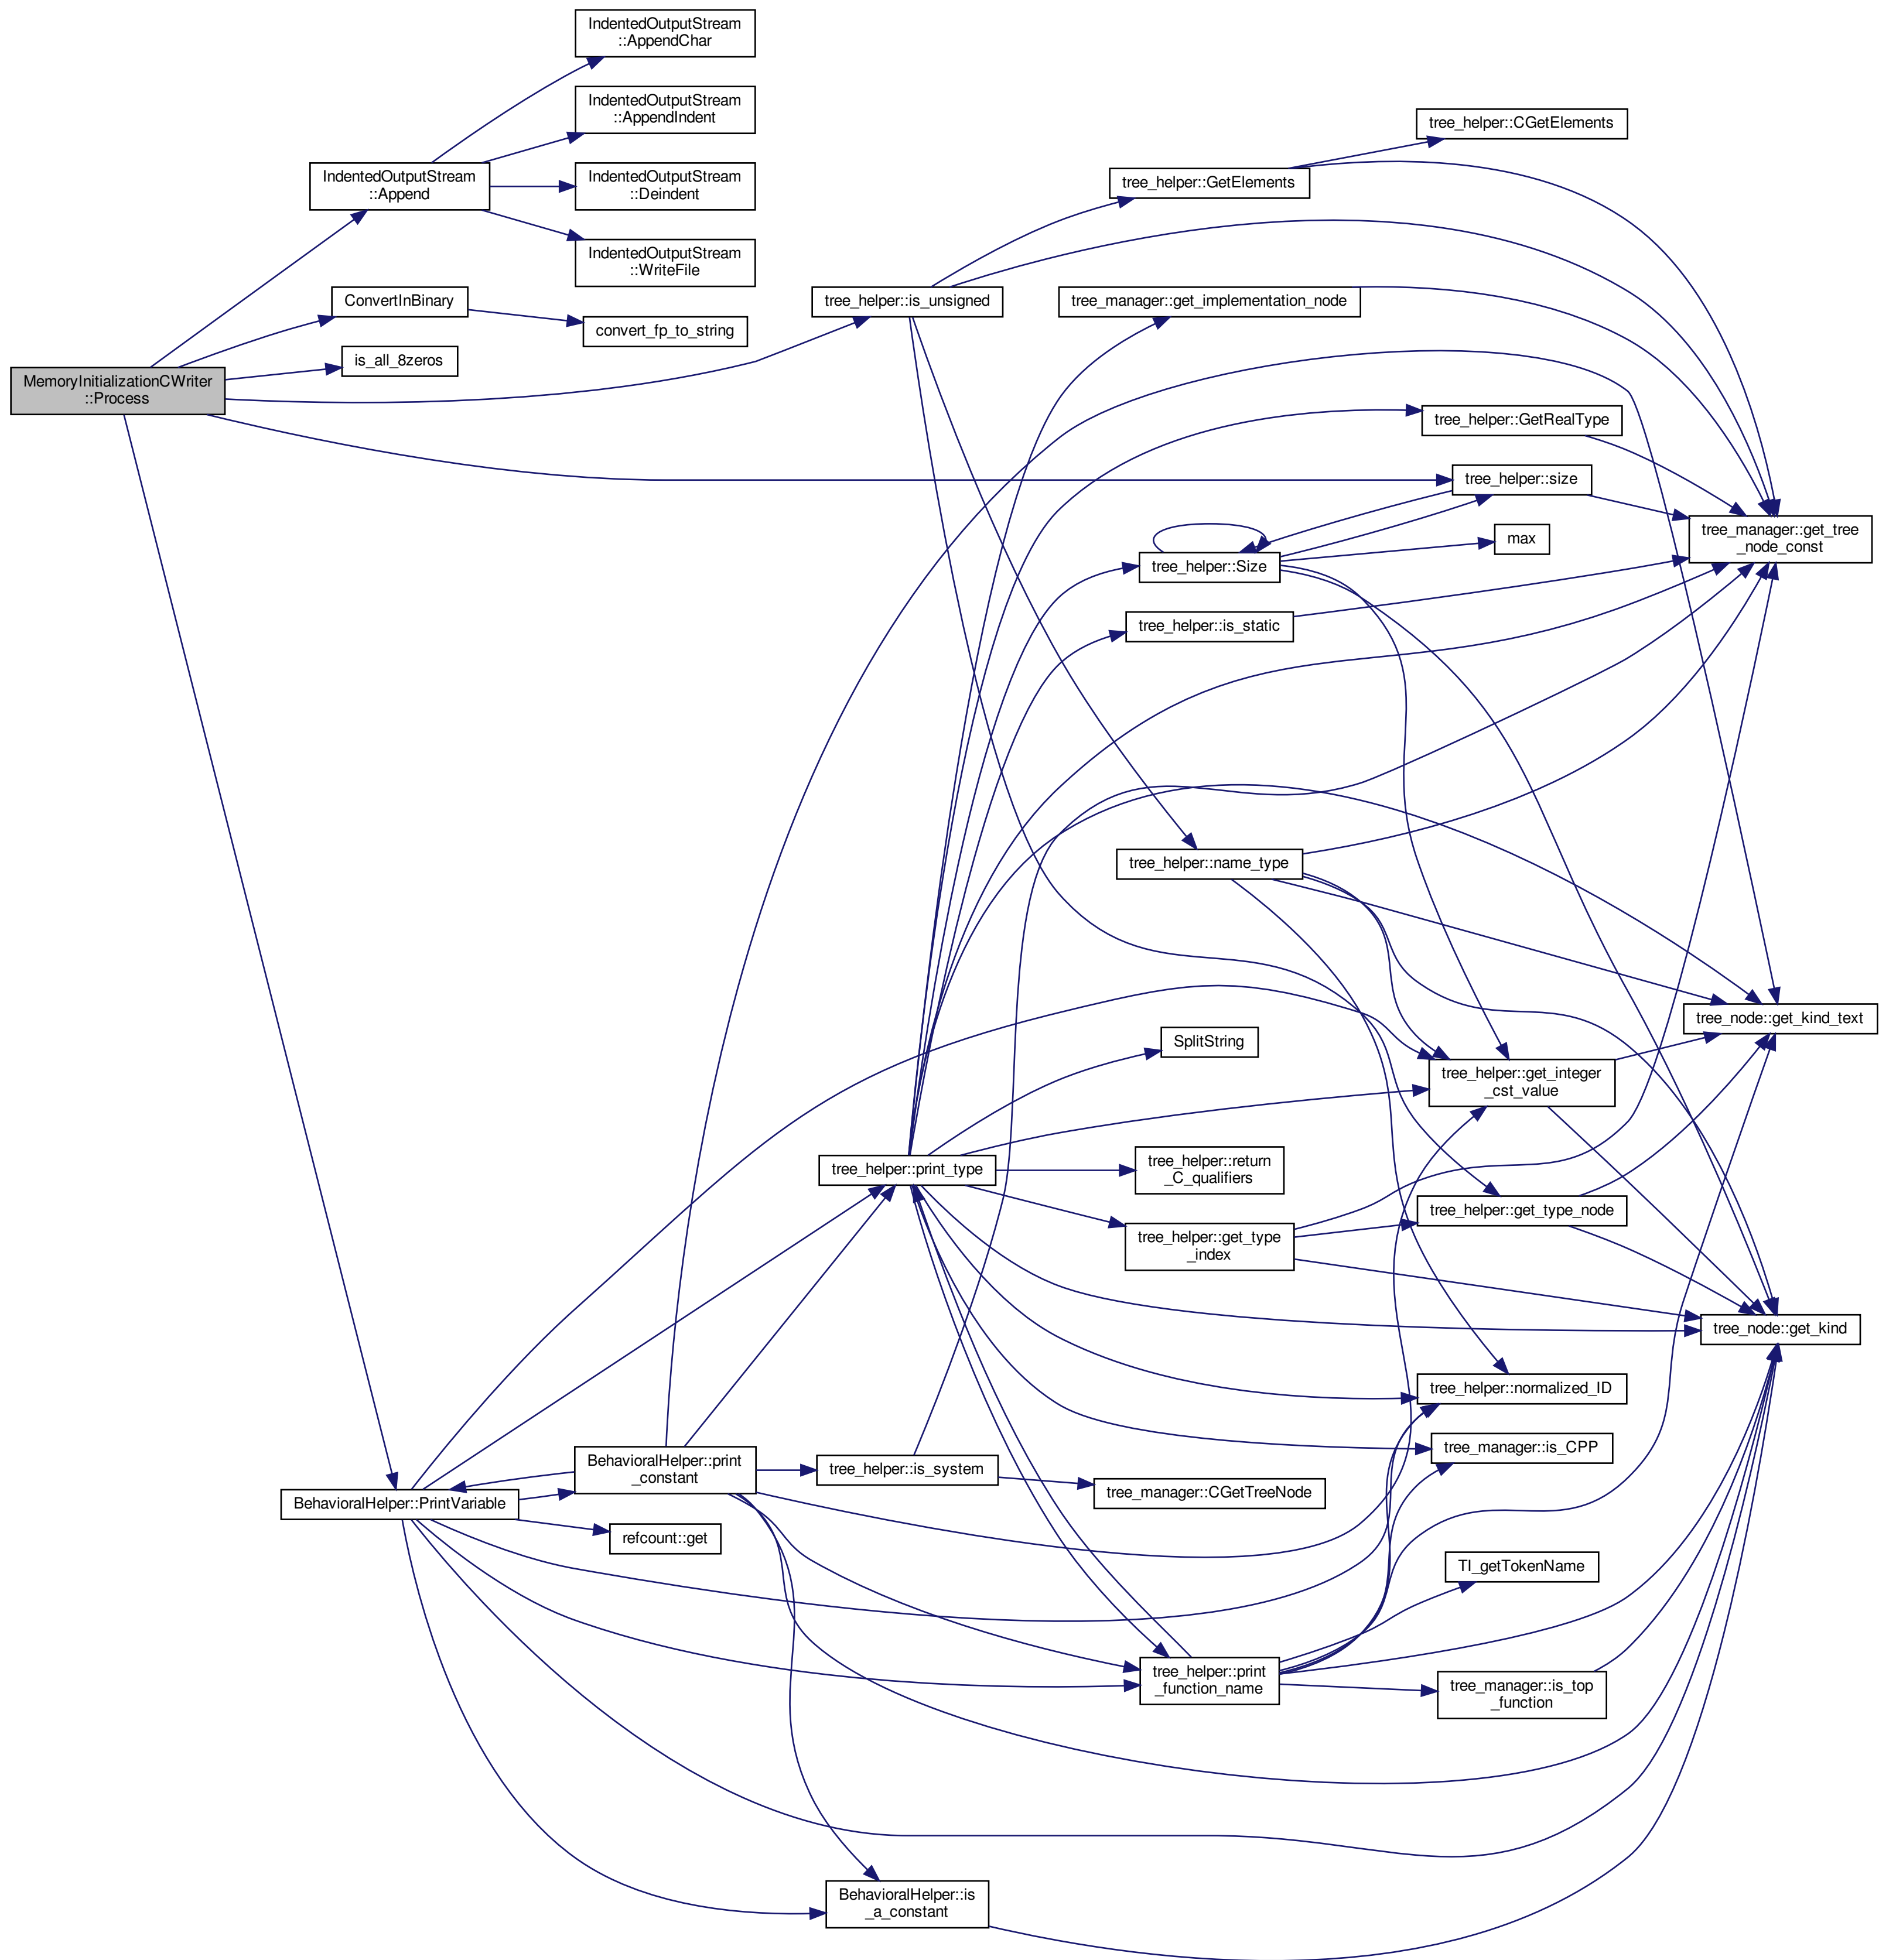 IndentedOutputStream
::AppendChar
IndentedOutputStream
::AppendIndent
IndentedOutputStream
::Append
IndentedOutputStream
::Deindent
IndentedOutputStream
::WriteFile
ConvertInBinary
convert_fp_to_string
is_all_8zeros
MemoryInitializationCWriter
::Process
tree_helper::CGetElements
tree_helper::GetElements
tree_helper::is_unsigned
tree_manager::get_implementation_node
tree_helper::GetRealType
tree_helper::size
tree_manager::get_tree
_node_const
max
tree_helper::Size
tree_helper::is_static
tree_helper::name_type
tree_node::get_kind_text
SplitString
tree_helper::get_integer
_cst_value
tree_helper::print_type
tree_helper::return
_C_qualifiers
tree_helper::get_type_node
tree_helper::get_type
_index
tree_node::get_kind
tree_helper::normalized_ID
tree_manager::is_CPP
BehavioralHelper::print
_constant
tree_helper::is_system
tree_manager::CGetTreeNode
BehavioralHelper::PrintVariable
refcount::get
TI_getTokenName
tree_helper::print
_function_name
tree_manager::is_top
_function
BehavioralHelper::is
_a_constant